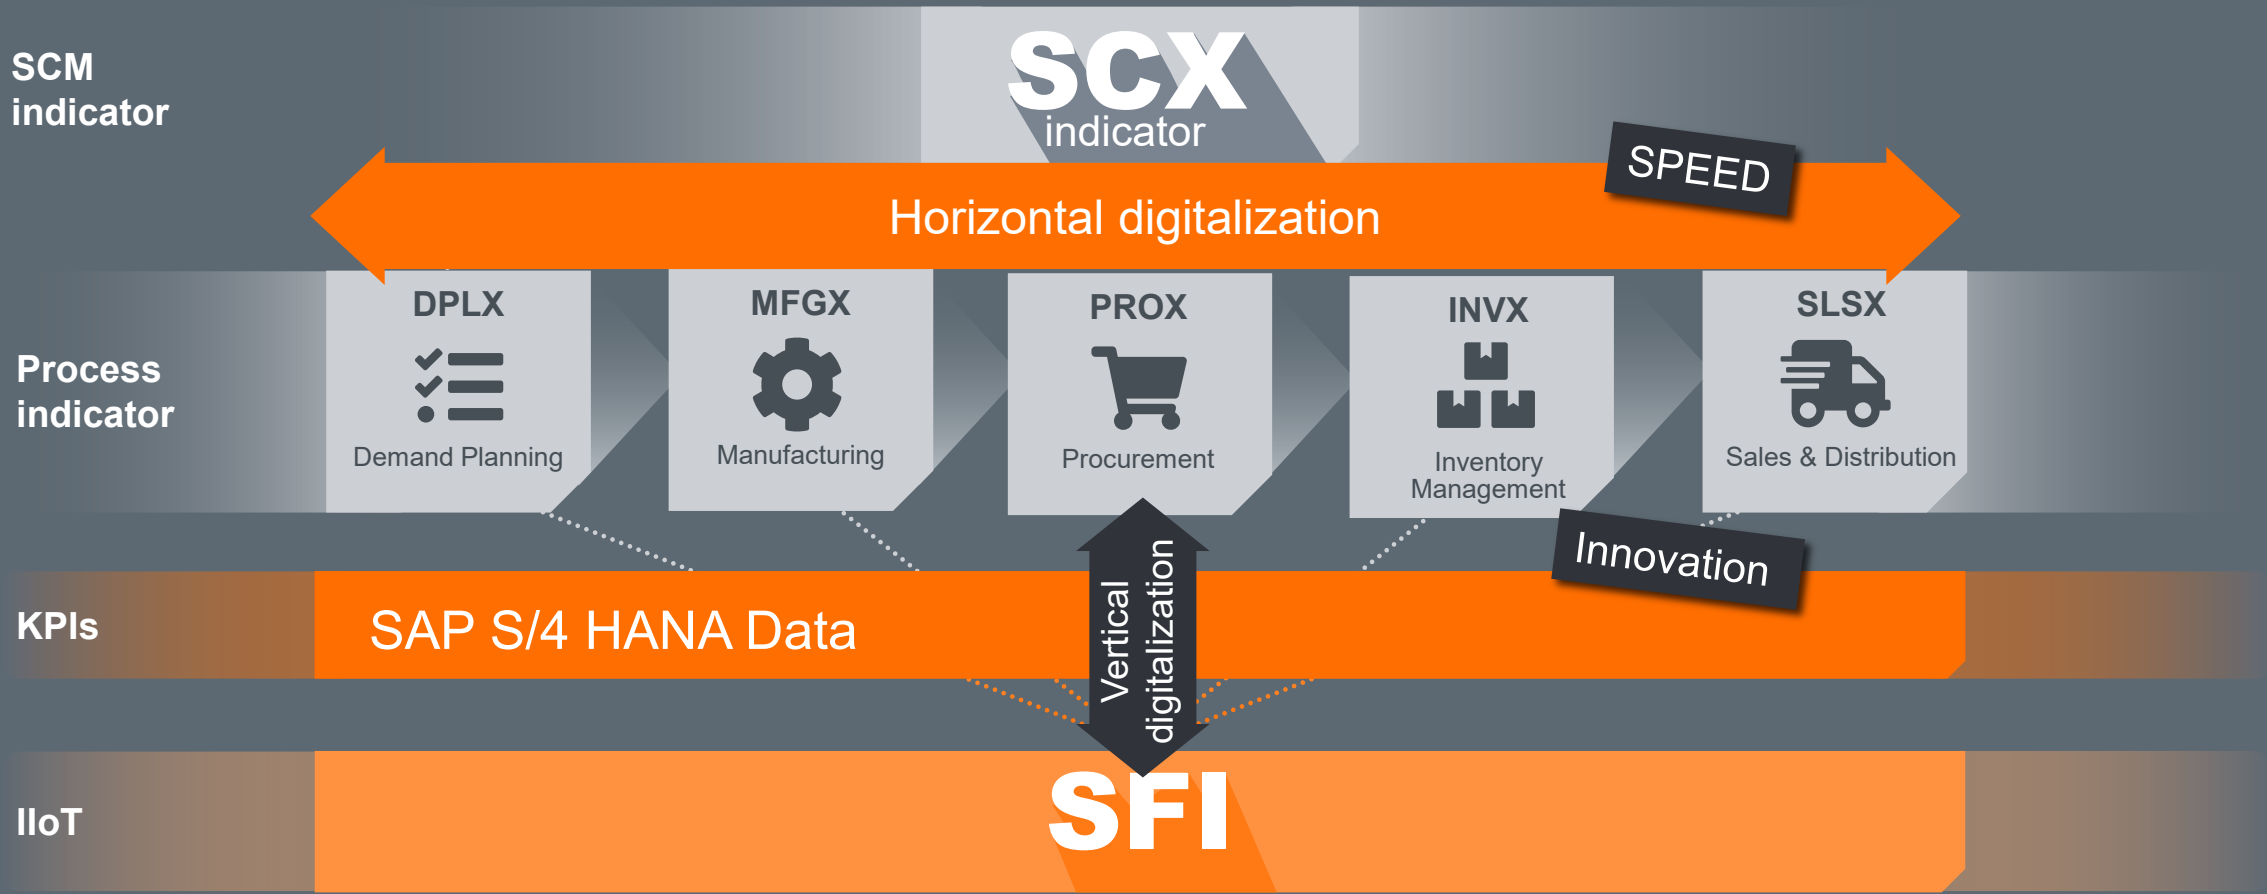 SCM
indicator
SCX
indicator
SPEED
Horizontal digitalization
Process
indicator
DPLX
Demand Planning
MFGX
Manufacturing
PROX
Procurement
INVX
Inventory
Management
SLSX
Sales & Distribution
Innovation
KPIs
SAP S/4 HANA Data
Vertical
digitalization
IIoT
SFI